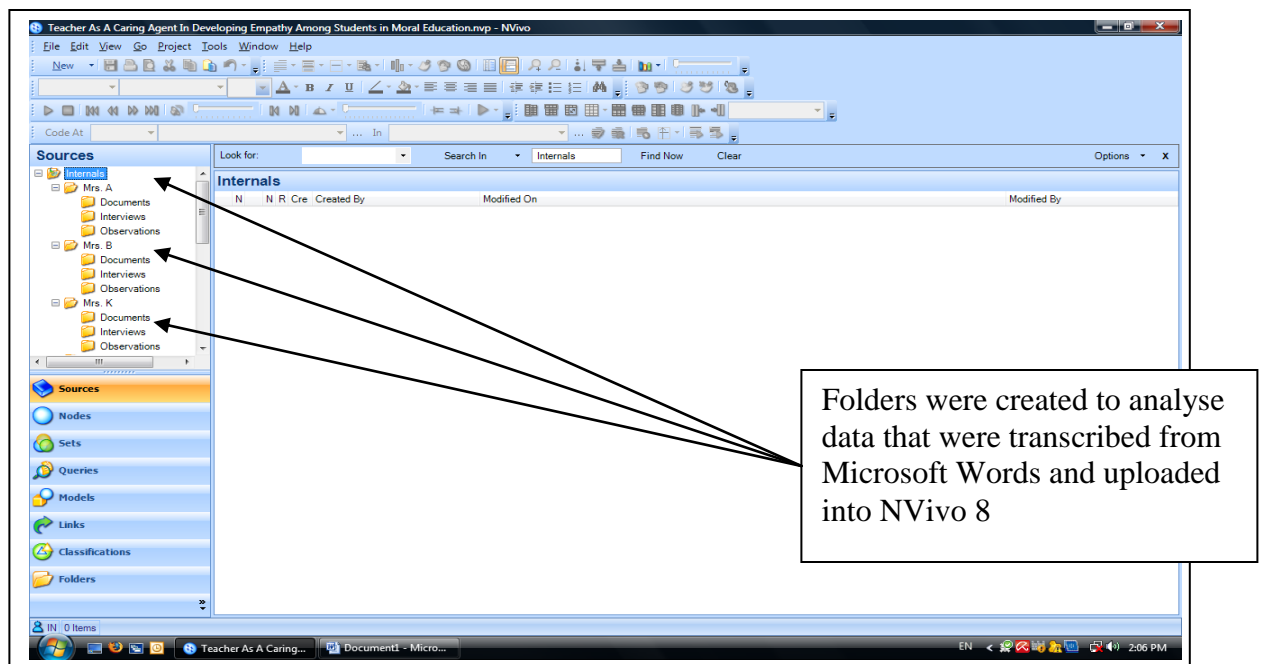 Teacher As A Caring Agent In Developing Empathy Among Students in Moral Education.nvp - NVivo
File Edit View Go Project Tools Window Help
New
A B I U
Code At ... In ...
Sources
Look for: Search In Internals Find Now Clear Options x
Internals
Mrs. A
Documents
Interviews
Observations
Mrs. B
Documents
Interviews
Observations
Mrs. K
Documents
Interviews
Observations
Internals
N N R Cre Created By Modified On Modified By
Sources
Nodes
Sets
Queries
Models
Links
Classifications
Folders
Folders were created to analyse
data that were transcribed from
Microsoft Words and uploaded
into NVivo 8
IN 0 Items
Teacher As A Caring... Document1 - Micro... EN 2:06 PM